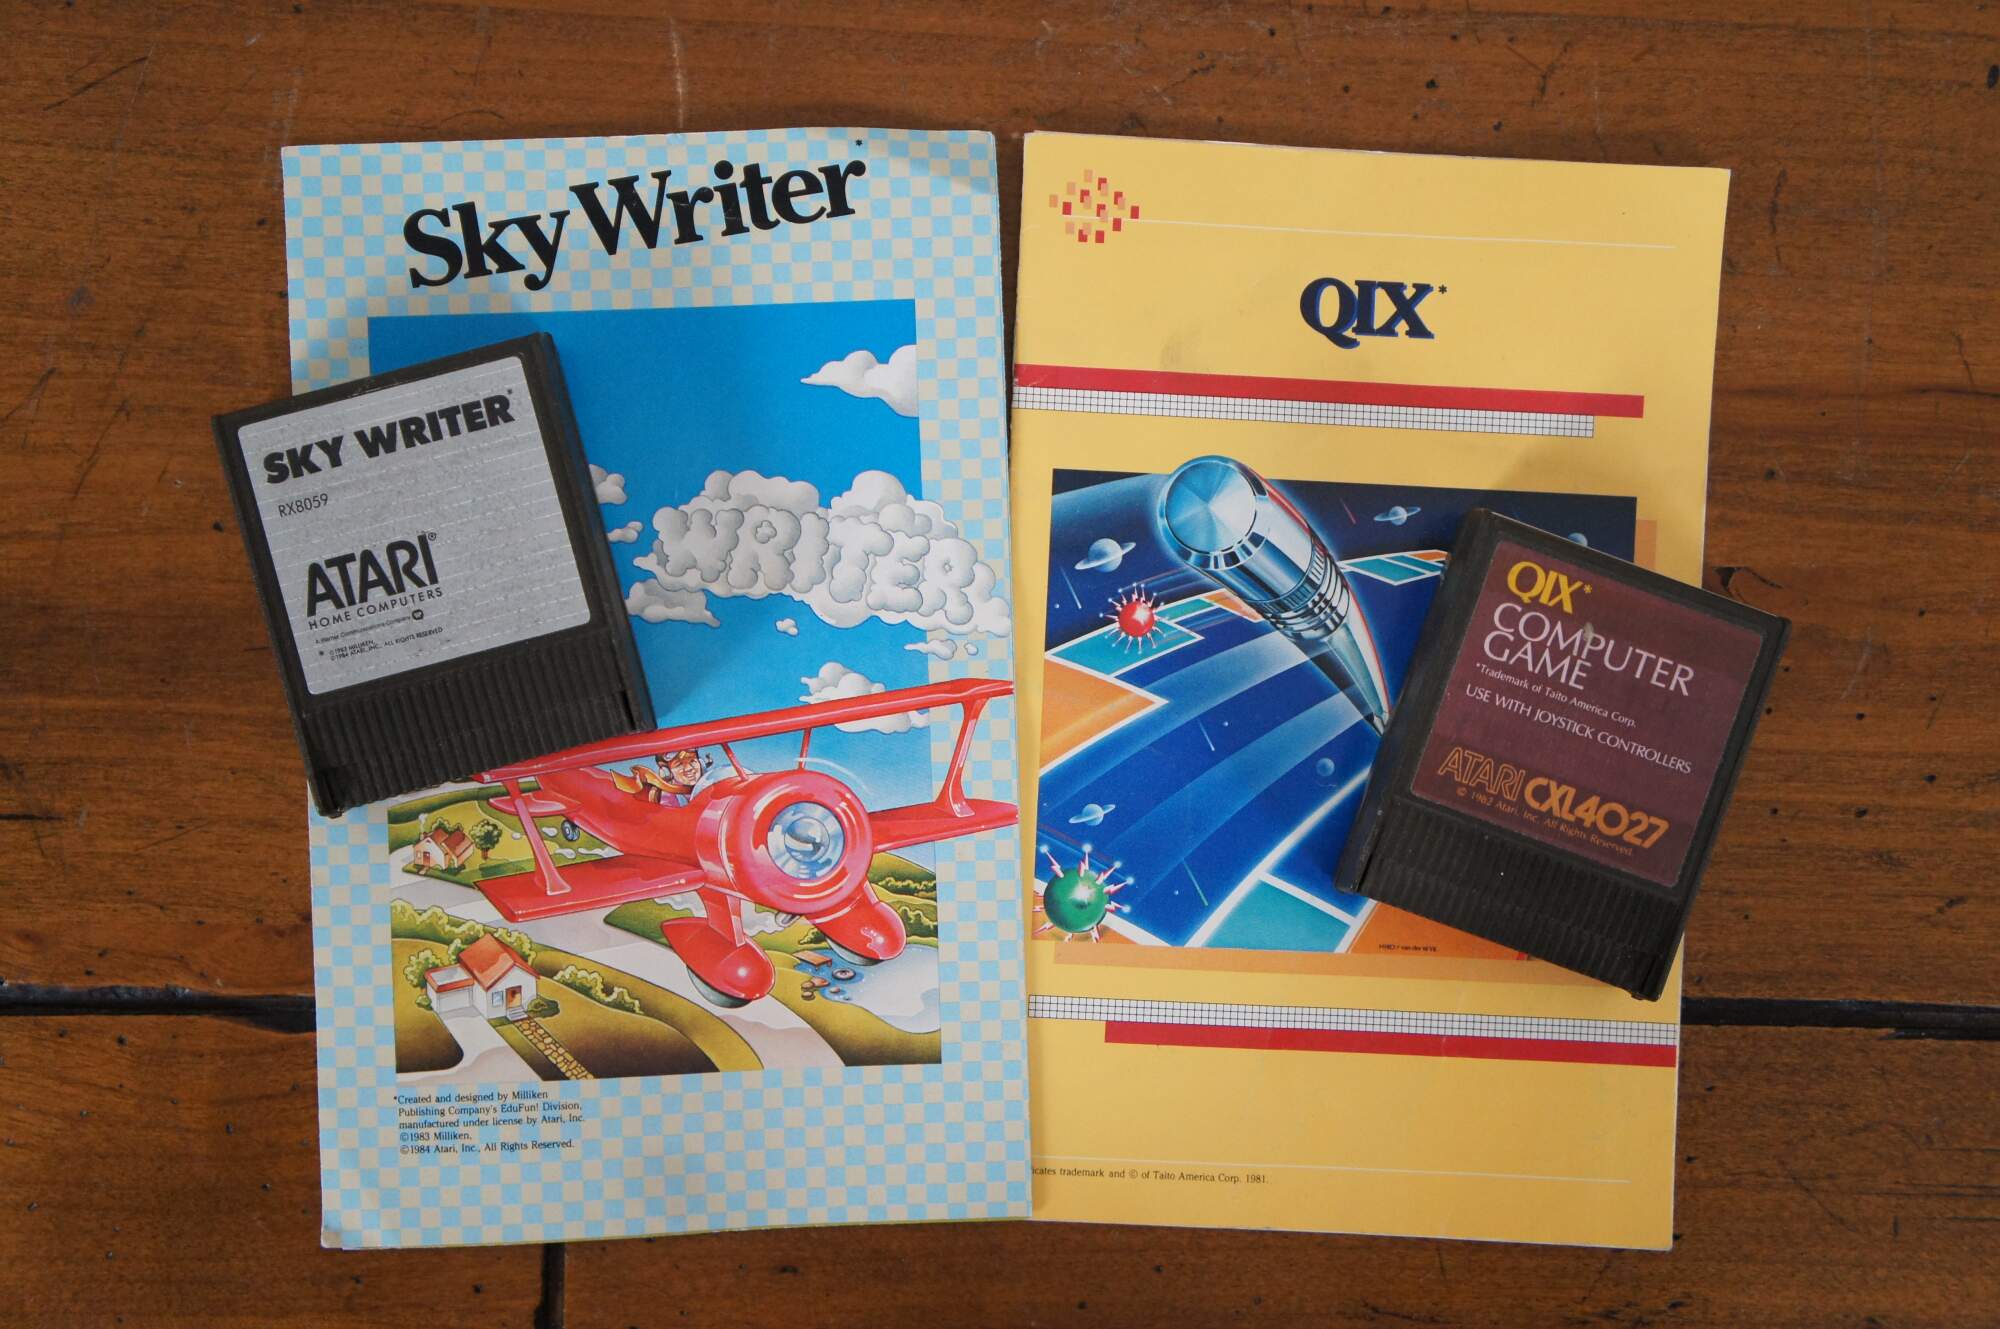 Sky Writer*
WRITER
*Created and designed by Milliken
Publishing Company's EduFun! Division,
manufactured under license by Atari, Inc.
©1983 Milliken.
©1984 Atari, Inc., All Rights Reserved.
SKY WRITER*
RX8059
ATARI®
HOME COMPUTERS
A Warner Communications Company
* ©1983 MILLIKEN.
©1984 ATARI, INC., ALL RIGHTS RESERVED
QIX*
icates trademark and © of Taito America Corp. 1981.
QIX*
COMPUTER
GAME
*Trademark of Taito America Corp.
USE WITH JOYSTICK CONTROLLERS
ATARI CXL4027
© 1982 Atari, Inc. All Rights Reserved.